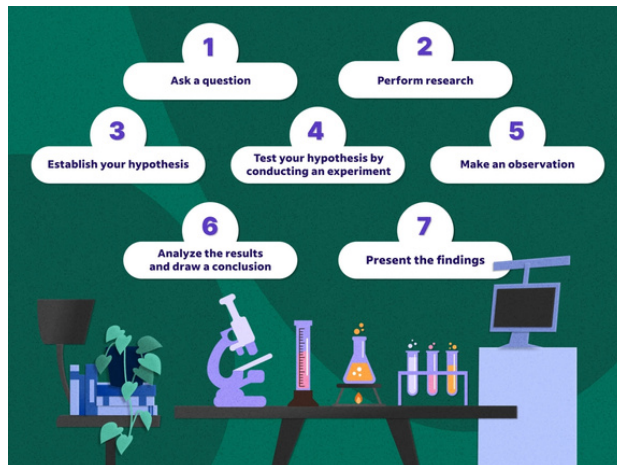 1
Ask a question
2
Perform research
3
Establish your hypothesis
4
Test your hypothesis by
conducting an experiment
5
Make an observation
6
Analyze the results
and draw a conclusion
7
Present the findings